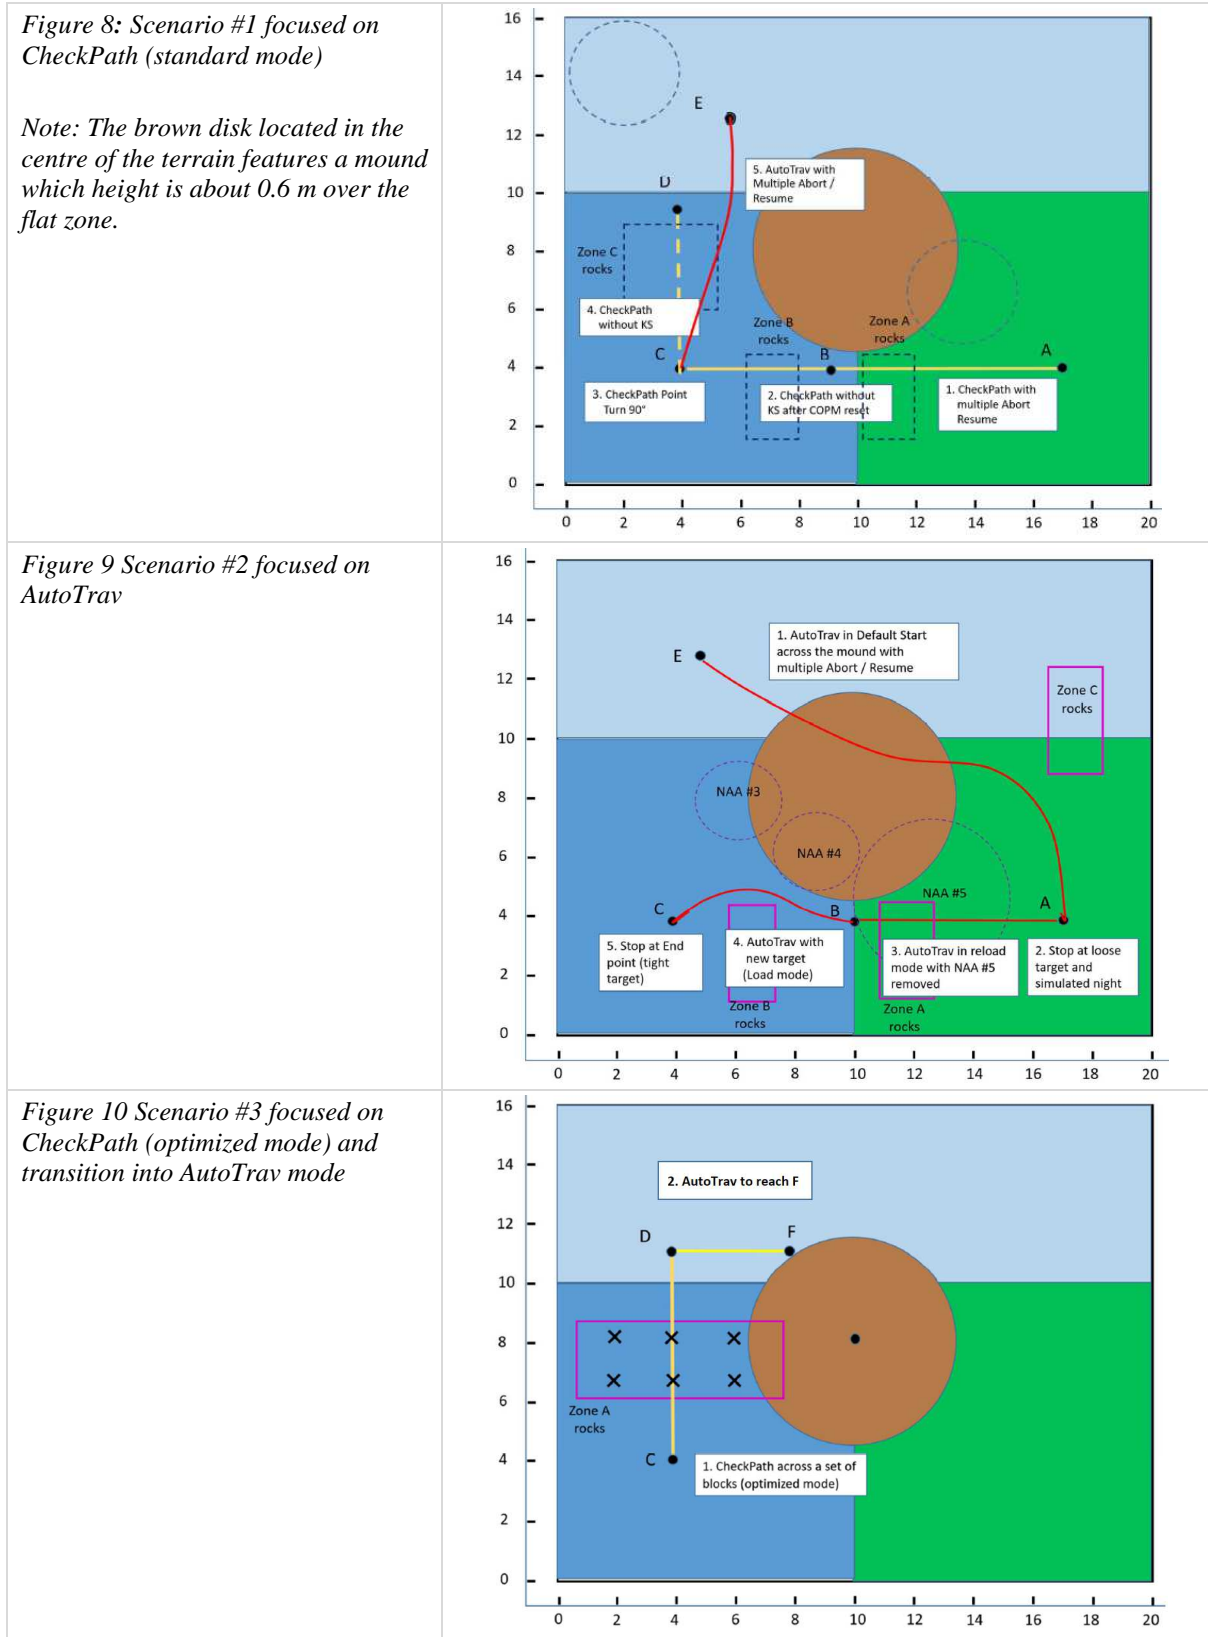 Figure 8: Scenario #1 focused on
CheckPath (standard mode)
Note: The brown disk located in the
centre of the terrain features a mound
which height is about 0.6 m over the
flat zone.
16
14
12
10
8
6
4
2
0
0 2 4 6 8 10 12 14 16 18 20
E
D
5. AutoTrav with
Multiple Abort /
Resume
Zone C
rocks
4. CheckPath
without KS
Zone B
rocks
Zone A
rocks
C
B
A
3. CheckPath Point
Turn 90°
2. CheckPath without
KS after COPM reset
1. CheckPath with
multiple Abort
Resume
Figure 9 Scenario #2 focused on
AutoTrav
16
14
12
10
8
6
4
2
0
0 2 4 6 8 10 12 14 16 18 20
1. AutoTrav in Default Start
across the mound with
multiple Abort / Resume
E
Zone C
rocks
NAA #3
NAA #4
NAA #5
C
B
A
5. Stop at End
point (tight
target)
4. AutoTrav with
new target
(Load mode)
3. AutoTrav in reload
mode with NAA #5
removed
2. Stop at loose
target and
simulated night
Zone B
rocks
Zone A
rocks
Figure 10 Scenario #3 focused on
CheckPath (optimized mode) and
transition into AutoTrav mode
16
14
12
10
8
6
4
2
0
0 2 4 6 8 10 12 14 16 18 20
2. AutoTrav to reach F
D
F
Zone A
rocks
C
1. CheckPath across a set of
blocks (optimized mode)